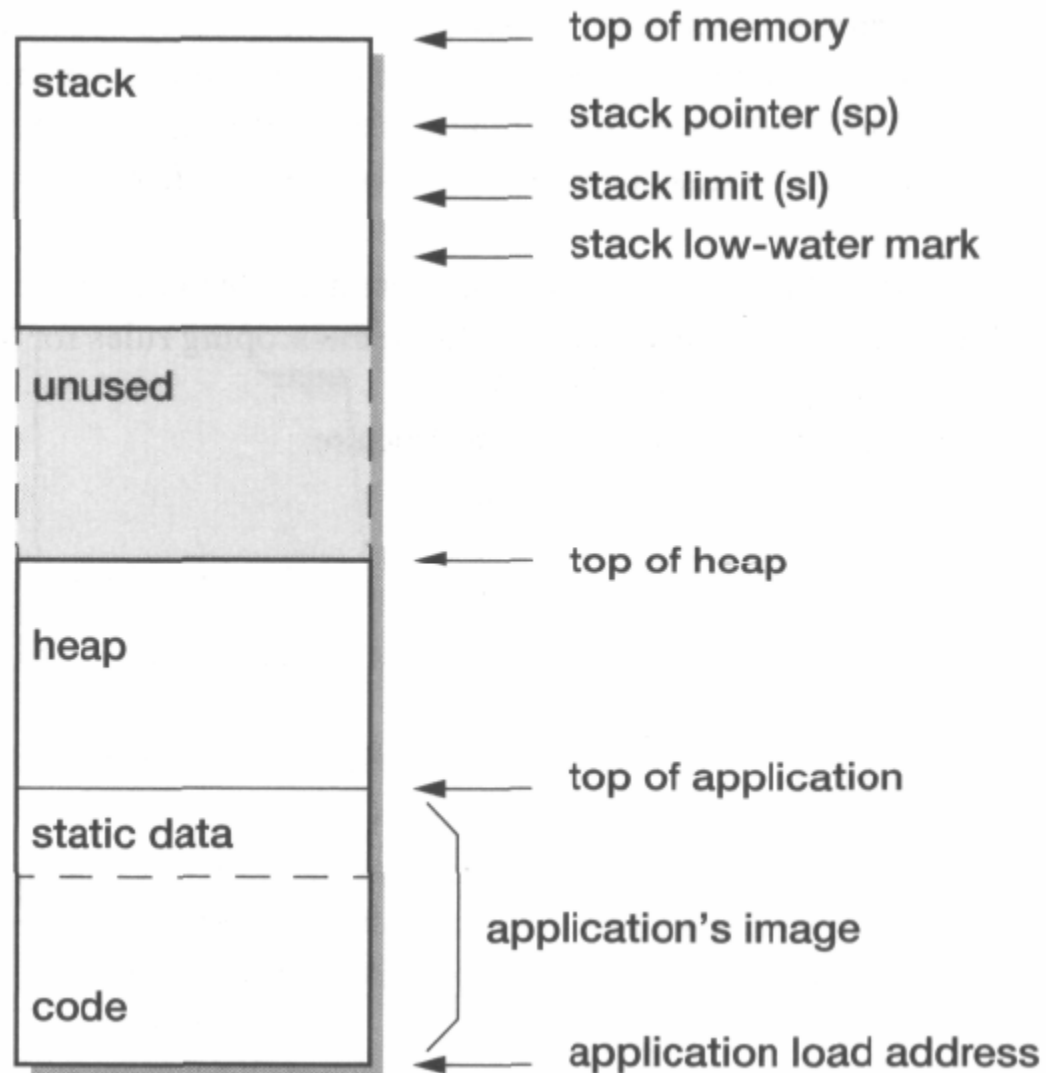 top of memory
stack
stack pointer (sp)
stack limit (sl)
stack low-water mark
unused
top of heap
heap
top of application
static data
application's image
code
application load address